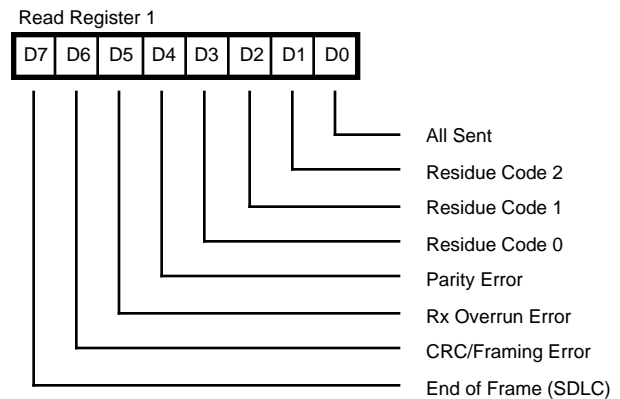 Read Register 1
D7 D6 D5 D4 D3 D2 D1 D0
All Sent
Residue Code 2
Residue Code 1
Residue Code 0
Parity Error
Rx Overrun Error
CRC/Framing Error
End of Frame (SDLC)